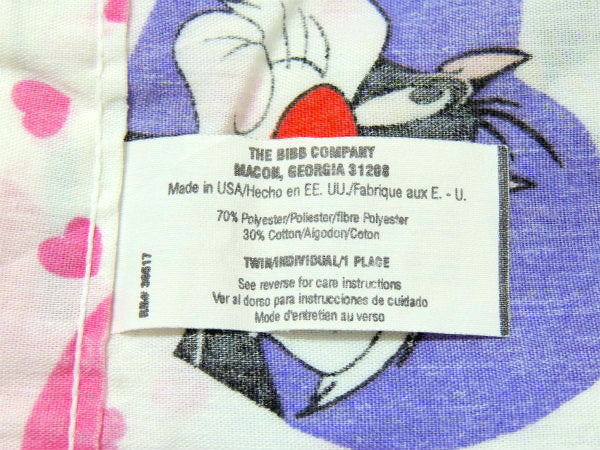 THE BIBB COMPANY
MACON, GEORGIA 31208
Made in USA/Hecho en EE. UU./Fabrique aux E. - U.
70% Polyester/Poliester/fibre Polyester
30% Cotton/Algodon/Coton
TWIN/INDIVIDUAL/1 PLACE
See reverse for care instructions
Ver al dorso para instrucciones de cuidado
Mode d'entretien au verso
RN# 38617